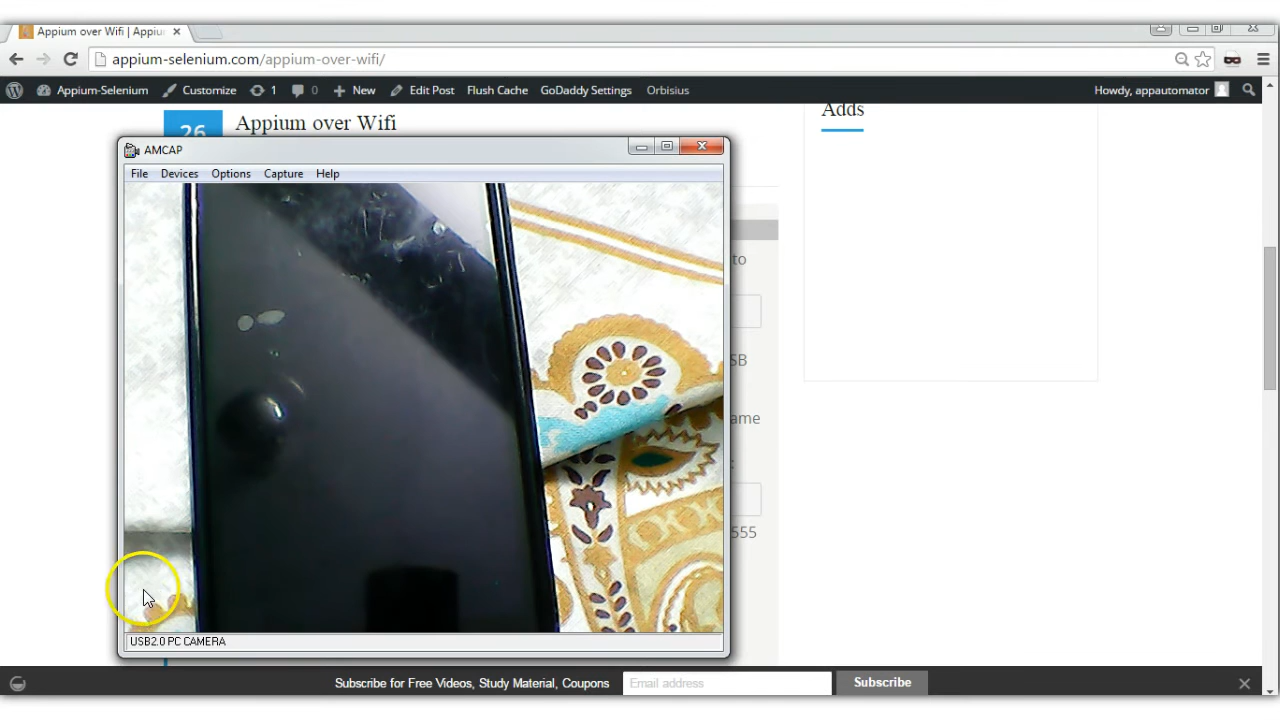 Appium over Wifi | Appiu
appium-selenium.com/appium-over-wifi/
Appium-Selenium Customize 1 0 New Edit Post Flush Cache GoDaddy Settings Orbisius Howdy, appautomator
26 Appium over Wifi
Adds
AMCAP
File Devices Options Capture Help
to
SB
ame
:
555
USB2.0 PC CAMERA
Subscribe for Free Videos, Study Material, Coupons Email address Subscribe